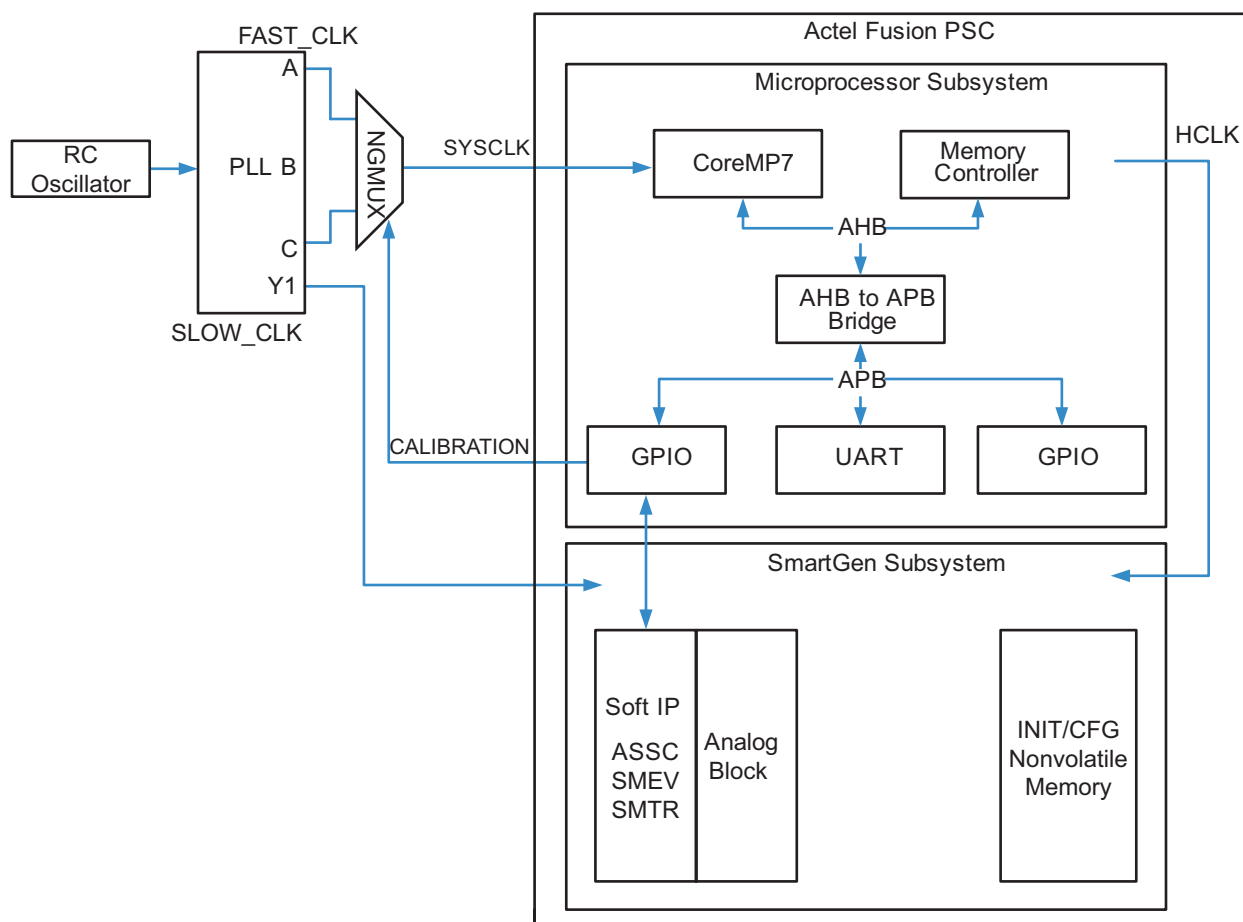 Actel Fusion PSC
FAST_CLK
A
PLL B
C
Y1
SLOW_CLK
RC
Oscillator
NGMUX
SYSCLK
Microprocessor Subsystem
HCLK
CoreMP7
Memory
Controller
AHB
AHB to APB
Bridge
APB
CALIBRATION
GPIO
UART
GPIO
SmartGen Subsystem
Soft IP
ASSC
SMEV
SMTR
Analog
Block
INIT/CFG
Nonvolatile
Memory